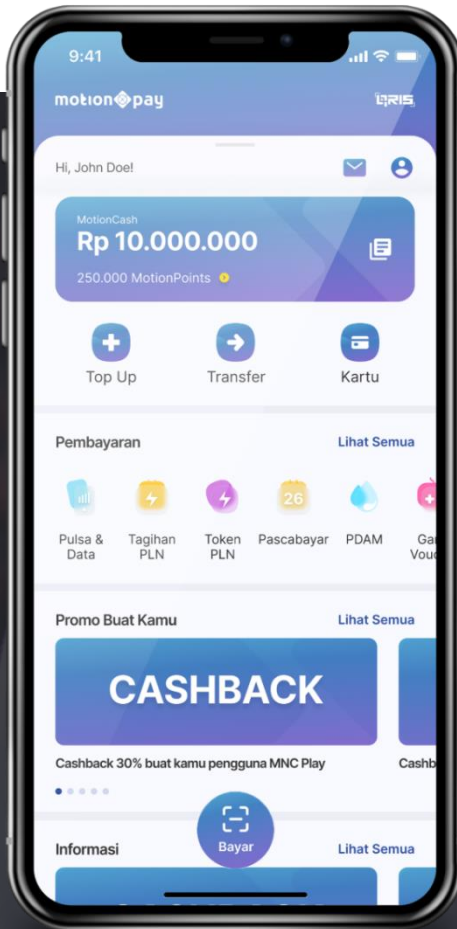 9:41
motion pay
QRIS
Hi, John Doe!
MotionCash
Rp 10.000.000
250.000 MotionPoints
Top Up
Transfer
Kartu
Pembayaran
Lihat Semua
26
Pulsa & Data
Tagihan PLN
Token PLN
Pascabayar
PDAM
Promo Buat Kamu
Lihat Semua
CASHBACK
Cashback 30% buat kamu pengguna MNC Play
Bayar
Informasi
Lihat Semua